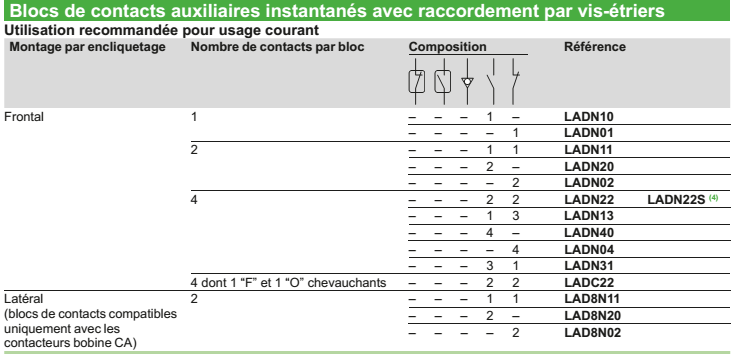 Blocs de contacts auxiliaires instantanés avec raccordement par vis-étriers
Utilisation recommandée pour usage courant
Montage par encliquetage Nombre de contacts par bloc Composition Référence
Frontal 1 – – – 1 – LADN10
– – – – 1 LADN01
2 – – – 1 1 LADN11
– – – 2 – LADN20
– – – – 2 LADN02
4 – – – 2 2 LADN22 LADN22S (4)
– – – 1 3 LADN13
– – – 4 – LADN40
– – – – 4 LADN04
– – – 3 1 LADN31
4 dont 1 “F” et 1 “O” chevauchants – – – 2 2 LADC22
Latéral 2 – – – 1 1 LAD8N11
(blocs de contacts compatibles – – – 2 – LAD8N20
uniquement avec les
contacteurs bobine CA) – – – – 2 LAD8N02